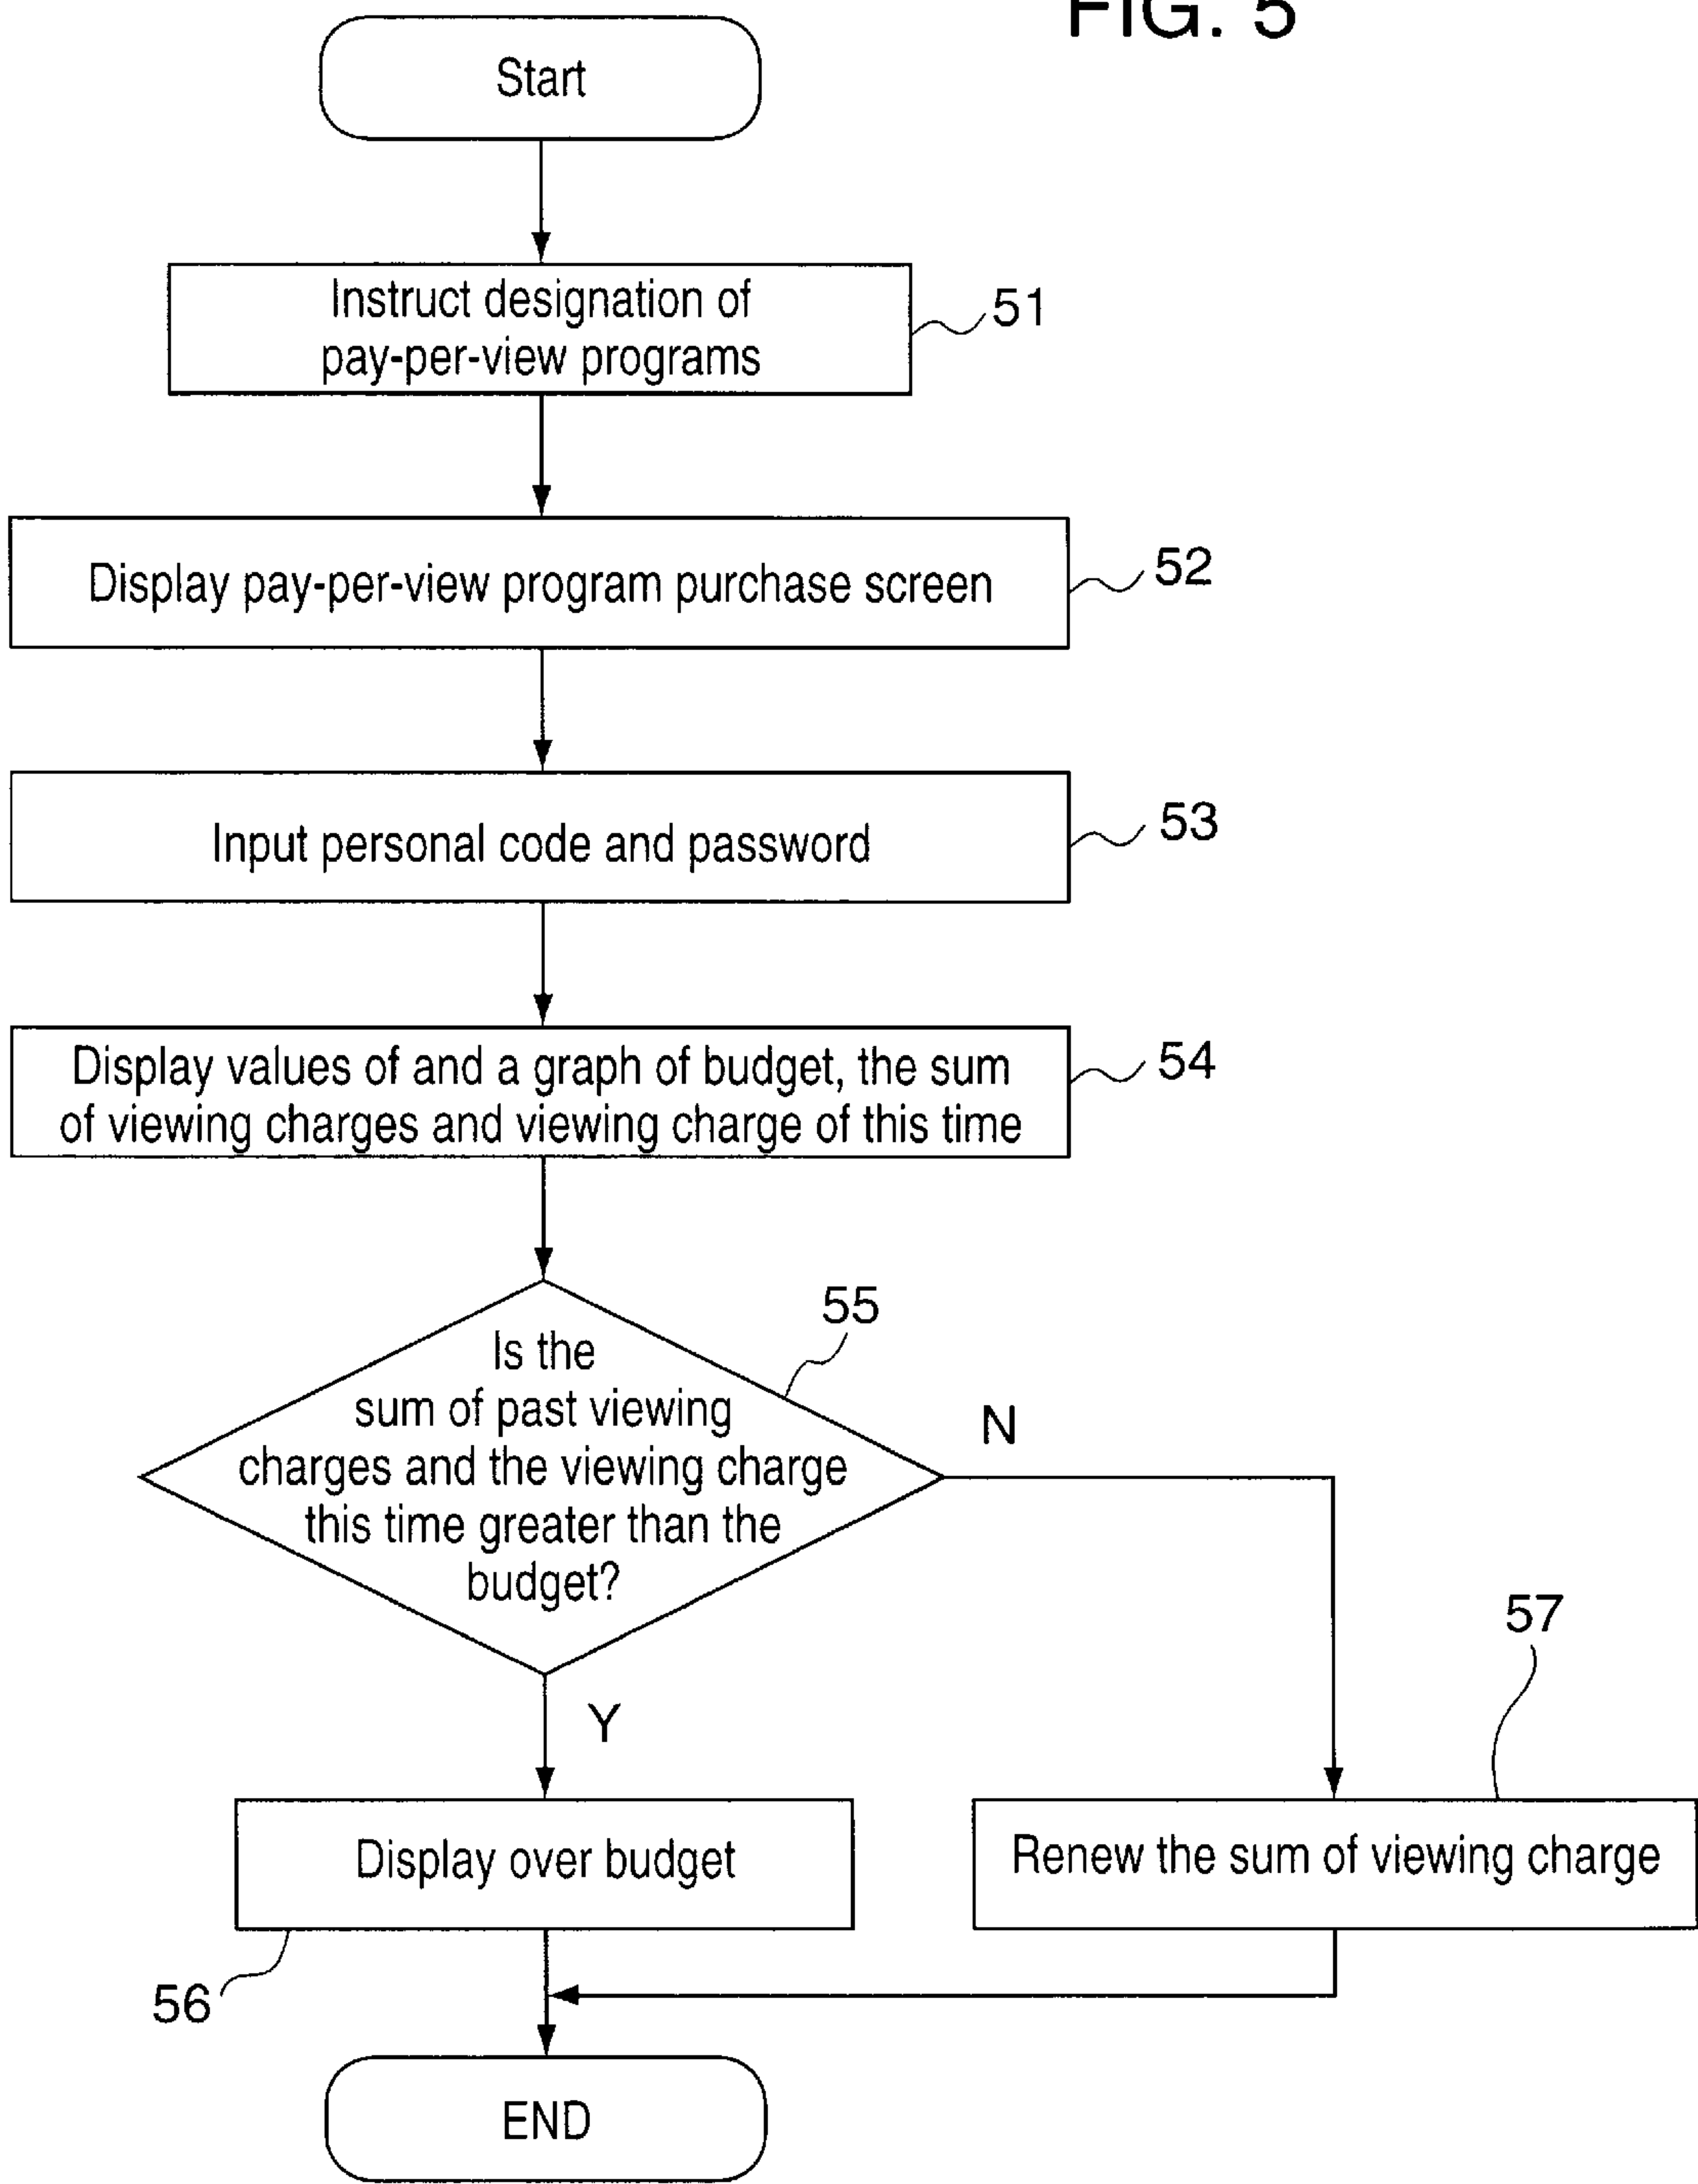 FIG. 5
Start
Instruct designation of
pay-per-view programs
51
Display pay-per-view program purchase screen
52
Input personal code and password
53
Display values of and a graph of budget, the sum
of viewing charges and viewing charge of this time
54
55
Is the
sum of past viewing
charges and the viewing charge
this time greater than the
budget?
N
Y
57
Display over budget
Renew the sum of viewing charge
56
END